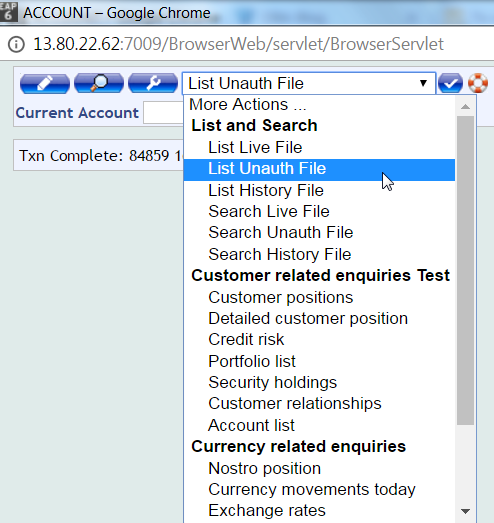 EAP
6
ACCOUNT – Google Chrome
13.80.22.62:7009/BrowserWeb/servlet/BrowserServlet
List Unauth File
Current Account
More Actions ...
List and Search
Txn Complete: 84859 1
List Live File
List Unauth File
List History File
Search Live File
Search Unauth File
Search History File
Customer related enquiries Test
Customer positions
Detailed customer position
Credit risk
Portfolio list
Security holdings
Customer relationships
Account list
Currency related enquiries
Nostro position
Currency movements today
Exchange rates